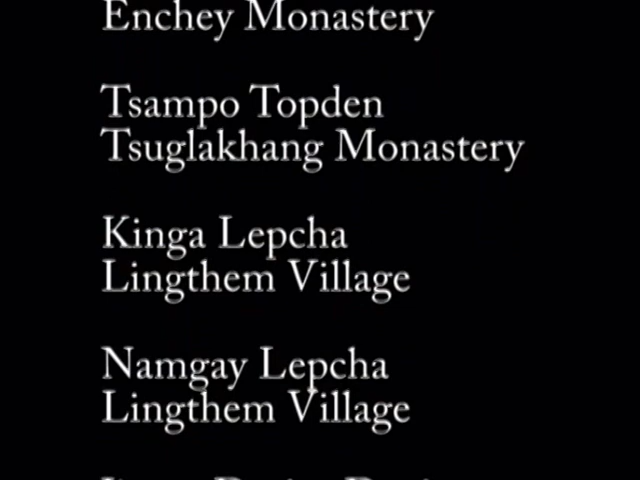 Enchey Monastery
Tsampo Topden
Tsuglakhang Monastery
Kinga Lepcha
Lingthem Village
Namgay Lepcha
Lingthem Village